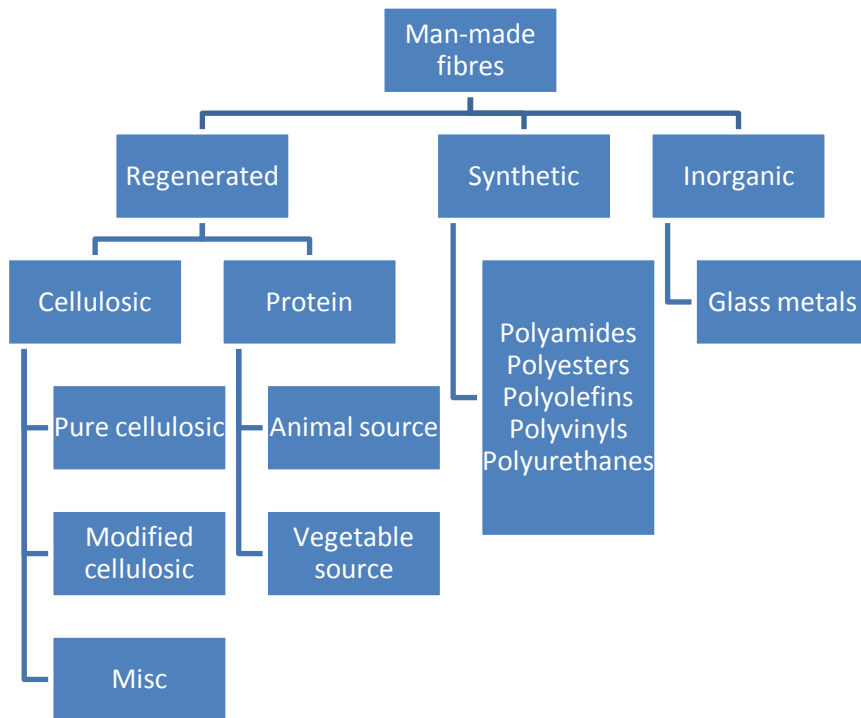 Man-made
fibres
Regenerated
Synthetic
Inorganic
Cellulosic
Protein
Polyamides
Polyesters
Polyolefins
Polyvinyls
Polyurethanes
Glass metals
Pure cellulosic
Animal source
Modified
cellulosic
Vegetable
source
Misc